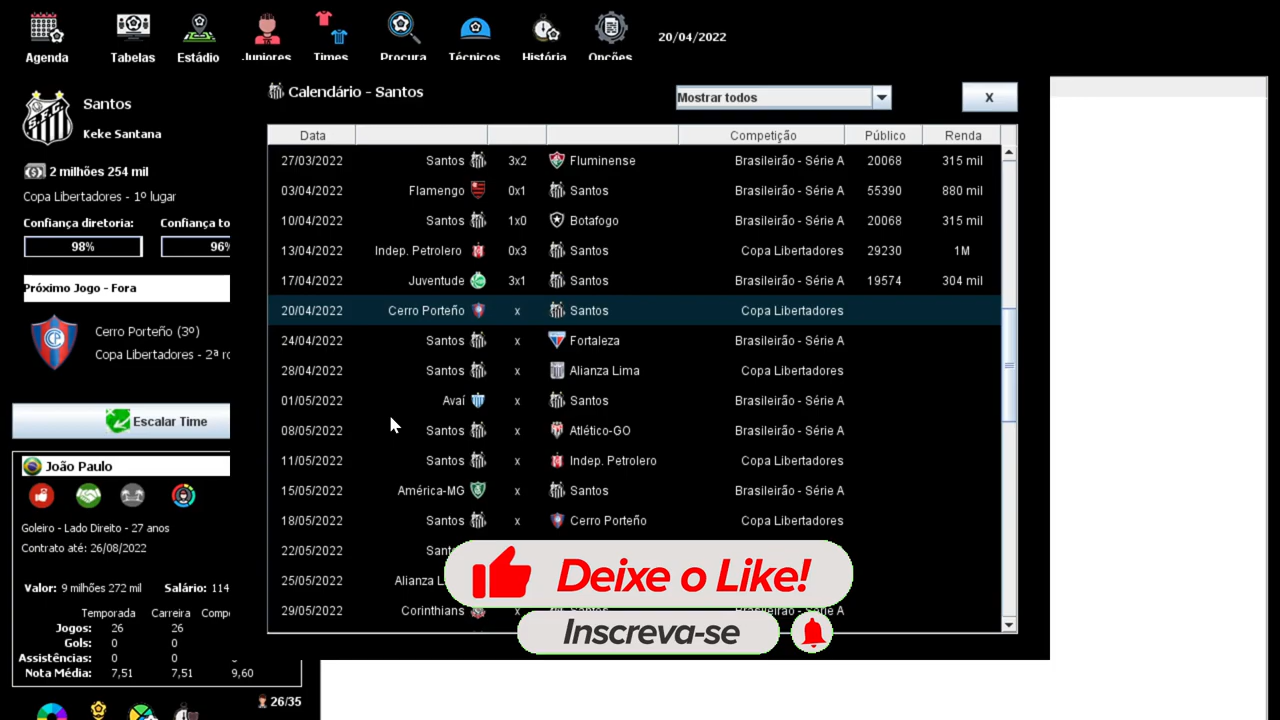 Agenda
Tabelas
Estádio
Juniores
Times
Procura
Técnicos
História
Opções
20/04/2022
Santos
Keke Santana
2 milhões 254 mil
Copa Libertadores - 1º lugar
Confiança diretoria: Confiança to
98% 96%
Próximo Jogo - Fora
Cerro Porteño (3º)
Copa Libertadores - 2ª ro
Escalar Time
João Paulo
Goleiro - Lado Direito - 27 anos
Contrato até: 26/08/2022
Valor: 9 milhões 272 mil Salário: 114
Temporada Carreira Compe
Jogos: 26 26
Gols: 0 0
Assistências: 0 0
Nota Média: 7,51 7,51 9,60
26/35
Calendário - Santos
Mostrar todos
X
Data Competição Público Renda
27/03/2022 Santos 3x2 Fluminense Brasileirão - Série A 20068 315 mil
03/04/2022 Flamengo 0x1 Santos Brasileirão - Série A 55390 880 mil
10/04/2022 Santos 1x0 Botafogo Brasileirão - Série A 20068 315 mil
13/04/2022 Indep. Petrolero 0x3 Santos Copa Libertadores 29230 1M
17/04/2022 Juventude 3x1 Santos Brasileirão - Série A 19574 304 mil
20/04/2022 Cerro Porteño x Santos Copa Libertadores
24/04/2022 Santos x Fortaleza Brasileirão - Série A
28/04/2022 Santos x Alianza Lima Copa Libertadores
01/05/2022 Avaí x Santos Brasileirão - Série A
08/05/2022 Santos x Atlético-GO Brasileirão - Série A
11/05/2022 Santos x Indep. Petrolero Copa Libertadores
15/05/2022 América-MG x Santos Brasileirão - Série A
18/05/2022 Santos x Cerro Porteño Copa Libertadores
22/05/2022 Sant
25/05/2022 Alianza L
29/05/2022 Corinthians x Santos Série A
Deixe o Like!
Inscreva-se